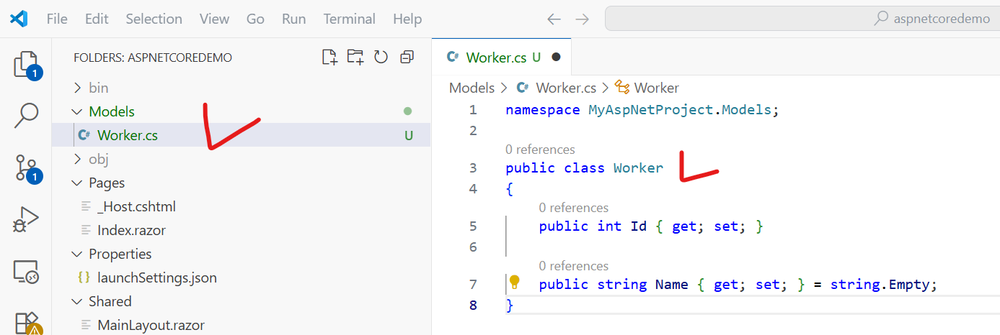 File Edit Selection View Go Run Terminal Help
aspnetcoredemo
1
1
FOLDERS: ASPNETCOREDEMO
bin
Models
C# Worker.cs U
obj
Pages
_Host.cshtml
Index.razor
Properties
{} launchSettings.json
Shared
MainLayout.razor
C# Worker.cs U
Models > C# Worker.cs > Worker
1 namespace MyAspNetProject.Models;
2
0 references
3 public class Worker
4 {
0 references
5 public int Id { get; set; }
6
0 references
7 public string Name { get; set; } = string.Empty;
8 }